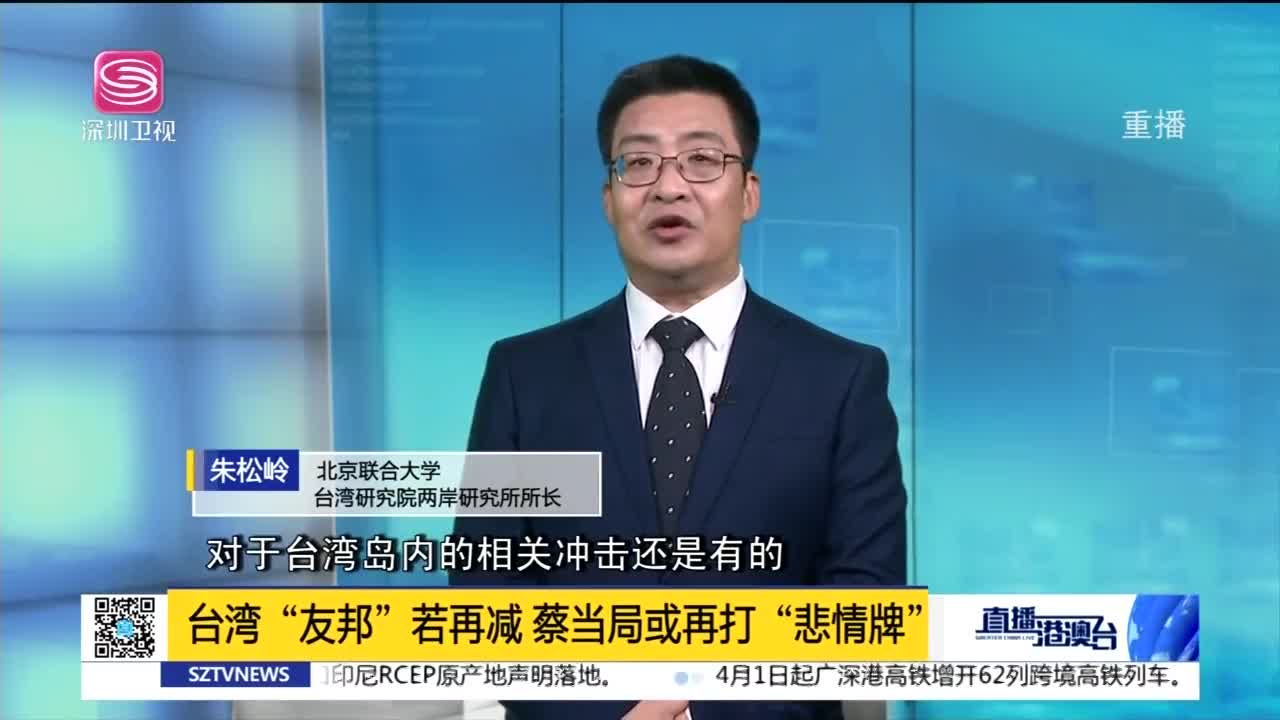 深圳卫视
重播
朱松岭
北京联合大学
台湾研究院两岸研究所所长
对于台湾岛内的相关冲击还是有的
台湾“友邦”若再减 蔡当局或再打“悲情牌”
直播港澳台
GREATER CHINA LIVE
SZTVNEWS
印尼RCEP原产地声明落地。
4月1日起广深港高铁增开62列跨境高铁列车。